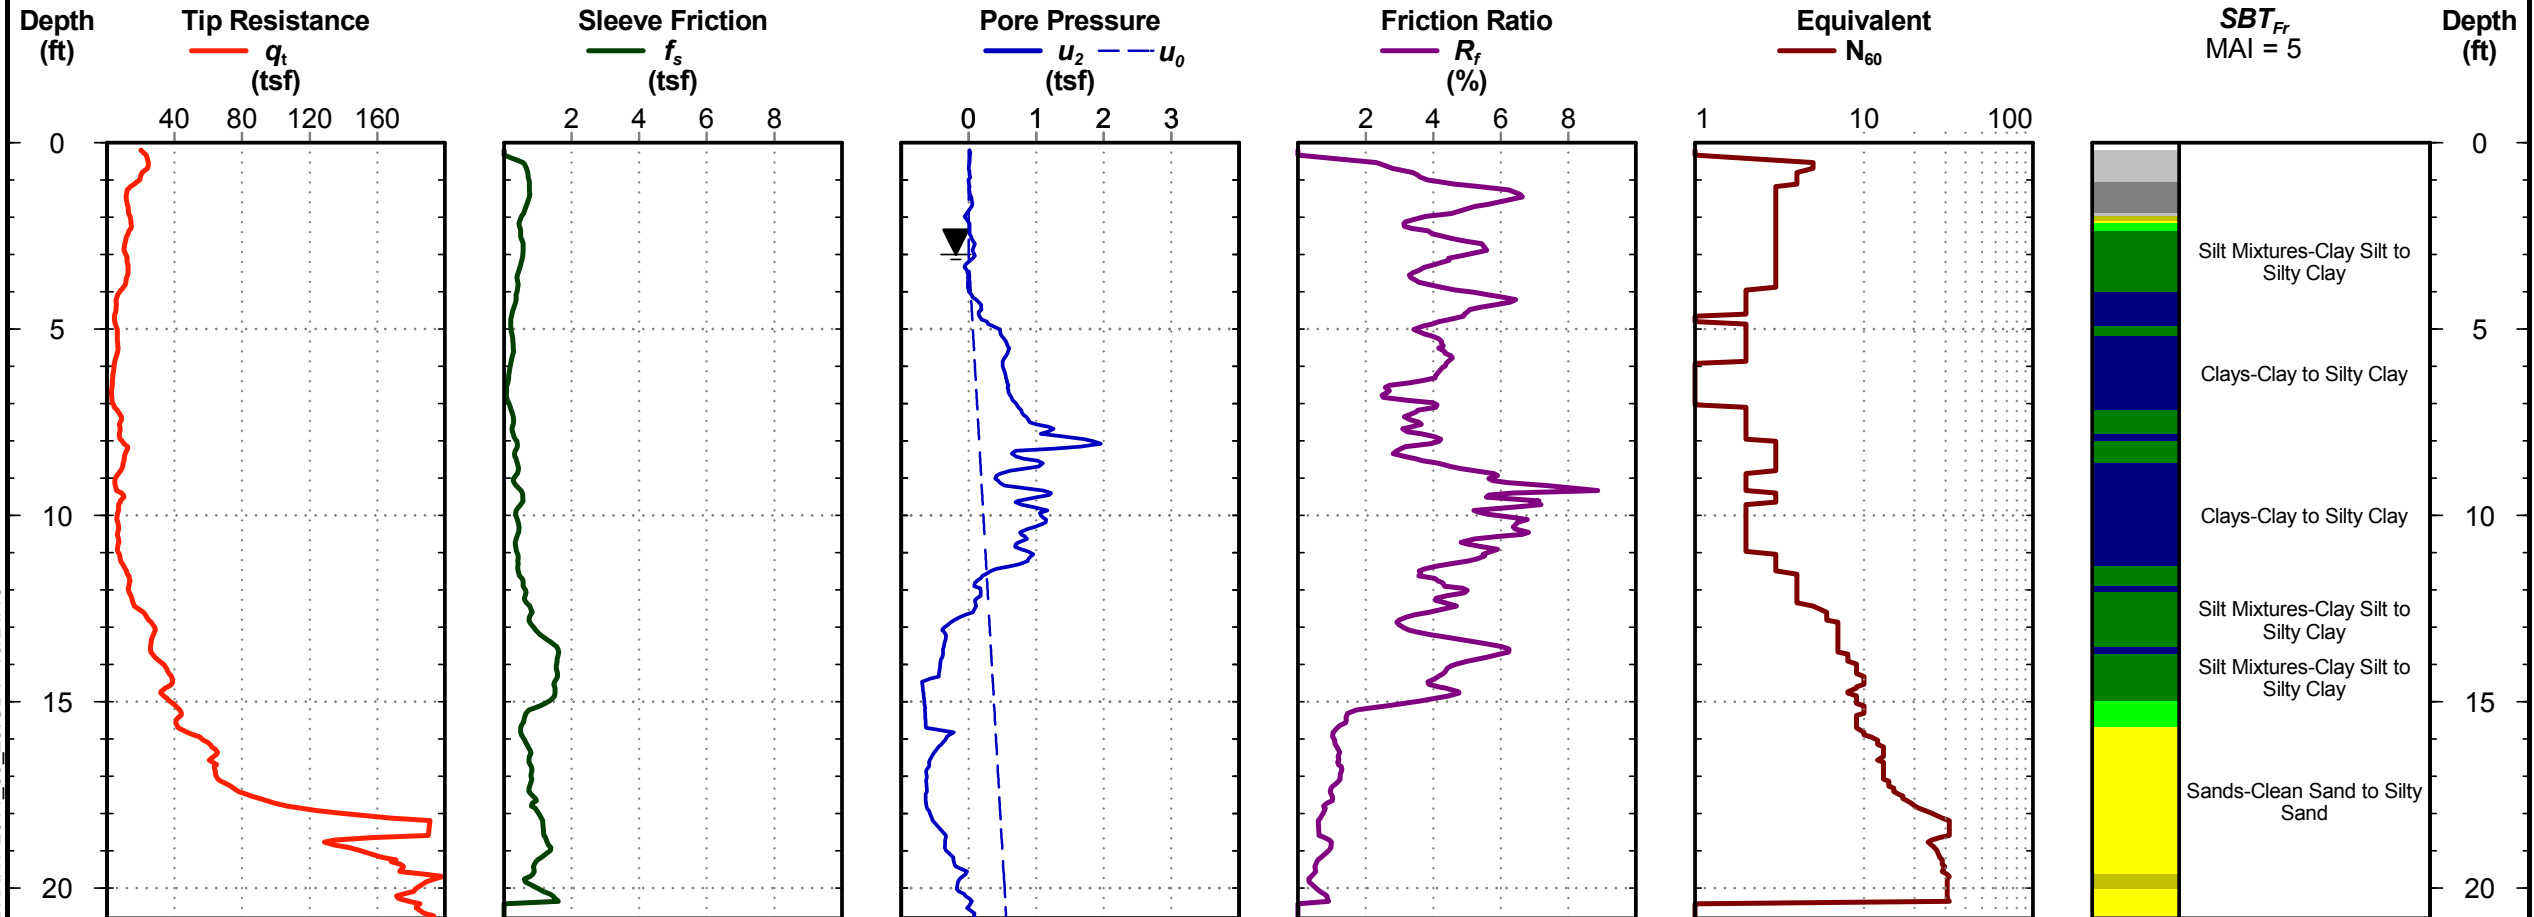 Depth
(ft)
Tip Resistance
qt
(tsf)
Sleeve Friction
fs
(tsf)
Pore Pressure
u2 u0
(tsf)
Friction Ratio
Rf
(%)
Equivalent
N60
SBTFr
MAI = 5
Depth
(ft)
40 80 120 160
2 4 6 8
0 1 2 3
2 4 6 8
1 10 100
0 0
Silt Mixtures-Clay Silt to
Silty Clay
5 5
Clays-Clay to Silty Clay
10 10
Clays-Clay to Silty Clay
Silt Mixtures-Clay Silt to
Silty Clay
Silt Mixtures-Clay Silt to
Silty Clay
15 15
Sands-Clean Sand to Silty
Sand
20 20